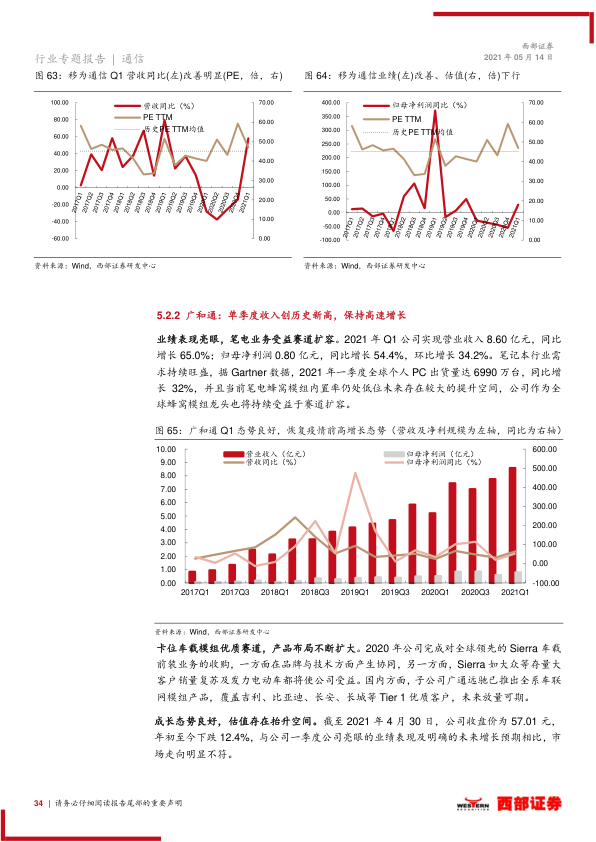 西部证券
行业专题报告 | 通信
2021 年 05 月 14 日
图 63：移为通信 Q1 营收同比(左)改善明显(PE，倍，右)
图 64：移为通信业绩(左)改善、估值(右，倍)下行
营收同比（%）
PE TTM
历史PE TTM均值
100.00
80.00
60.00
40.00
20.00
0.00
-20.00
-40.00
-60.00
70.00
60.00
50.00
40.00
30.00
20.00
10.00
0.00
2017Q1
2017Q2
2017Q3
2017Q4
2018Q1
2018Q2
2018Q3
2018Q4
2019Q1
2019Q2
2019Q3
2019Q4
2020Q1
2020Q2
2020Q3
2020Q4
2021Q1
归母净利润同比（%）
PE TTM
历史PE TTM均值
400.00
350.00
300.00
250.00
200.00
150.00
100.00
50.00
0.00
-50.00
-100.00
70.00
60.00
50.00
40.00
30.00
20.00
10.00
0.00
2017Q1
2017Q2
2017Q3
2017Q4
2018Q1
2018Q2
2018Q3
2018Q4
2019Q1
2019Q2
2019Q3
2019Q4
2020Q1
2020Q2
2020Q3
2020Q4
2021Q1
资料来源：Wind，西部证券研发中心
资料来源：Wind，西部证券研发中心
5.2.2 广和通：单季度收入创历史新高，保持高速增长
业绩表现亮眼，笔电业务受益赛道扩容。2021 年 Q1 公司实现营业收入 8.60 亿元，同比
增长 65.0%；归母净利润 0.80 亿元，同比增长 54.4%，环比增长 34.2%。笔记本行业需
求持续旺盛，据 Gartner 数据，2021 年一季度全球个人 PC 出货量达 6990 万台，同比增
长 32%，并且当前笔电蜂窝模组内置率仍处低位未来存在较大的提升空间，公司作为全
球蜂窝模组龙头也将持续受益于赛道扩容。
图 65：广和通 Q1 态势良好，恢复疫情前高增长态势（营收及净利规模为左轴，同比为右轴）
营业收入（亿元）
归母净利润（亿元）
营收同比（%）
归母净利润同比（%）
10.00
9.00
8.00
7.00
6.00
5.00
4.00
3.00
2.00
1.00
0.00
600.00
500.00
400.00
300.00
200.00
100.00
0.00
-100.00
2017Q1
2017Q3
2018Q1
2018Q3
2019Q1
2019Q3
2020Q1
2020Q3
2021Q1
资料来源：Wind，西部证券研发中心
卡位车载模组优质赛道，产品布局不断扩大。2020 年公司完成对全球领先的 Sierra 车载
前装业务的收购，一方面在品牌与技术方面产生协同，另一方面，Sierra 如大众等存量大
客户销量复苏及发力电动车都将使公司受益。国内方面，子公司广通远驰已推出全系车联
网模组产品，覆盖吉利、比亚迪、长安、长城等 Tier 1 优质客户，未来放量可期。
成长态势良好，估值存在抬升空间。截至 2021 年 4 月 30 日，公司收盘价为 57.01 元，
年初至今下跌 12.4%，与公司一季度公司亮眼的业绩表现及明确的未来增长预期相比，市
场走向明显不符。
34 | 请务必仔细阅读报告尾部的重要声明
WESTERN
SECURITIES
西部证券